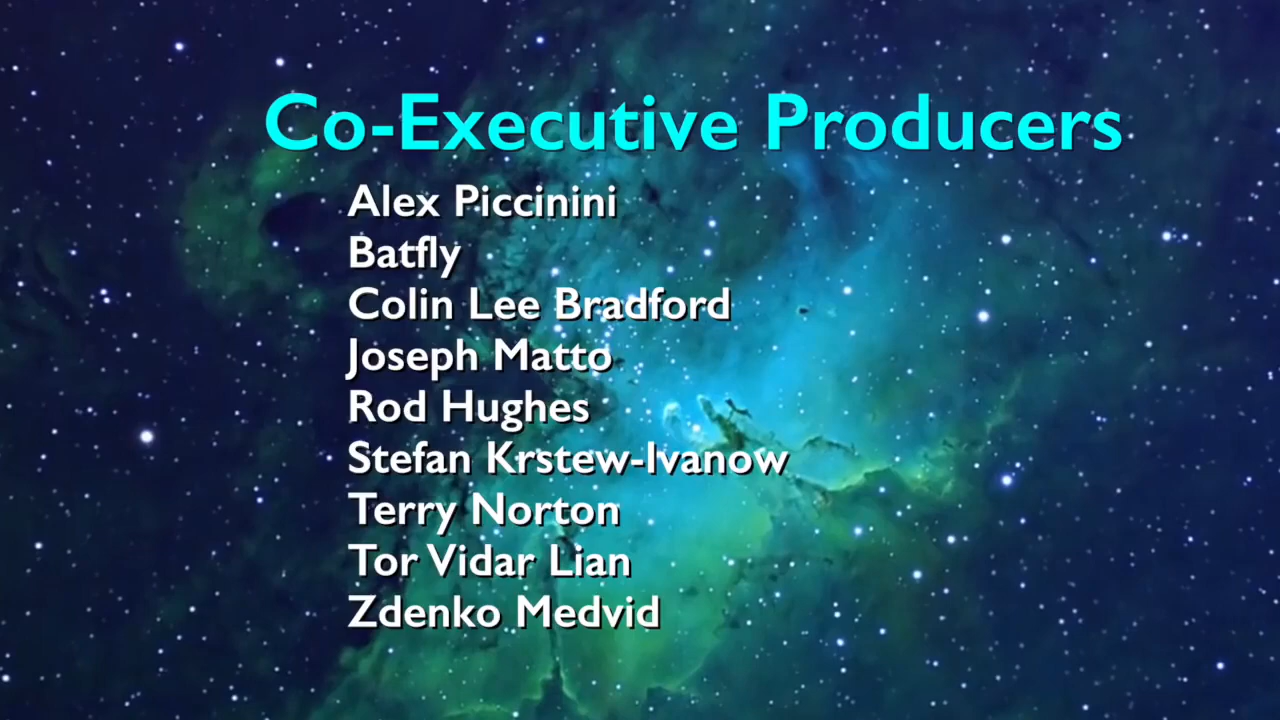 Co-Executive Producers
Alex Piccinini
Batfly
Colin Lee Bradford
Joseph Matto
Rod Hughes
Stefan Krstew-Ivanow
Terry Norton
Tor Vidar Lian
Zdenko Medvid